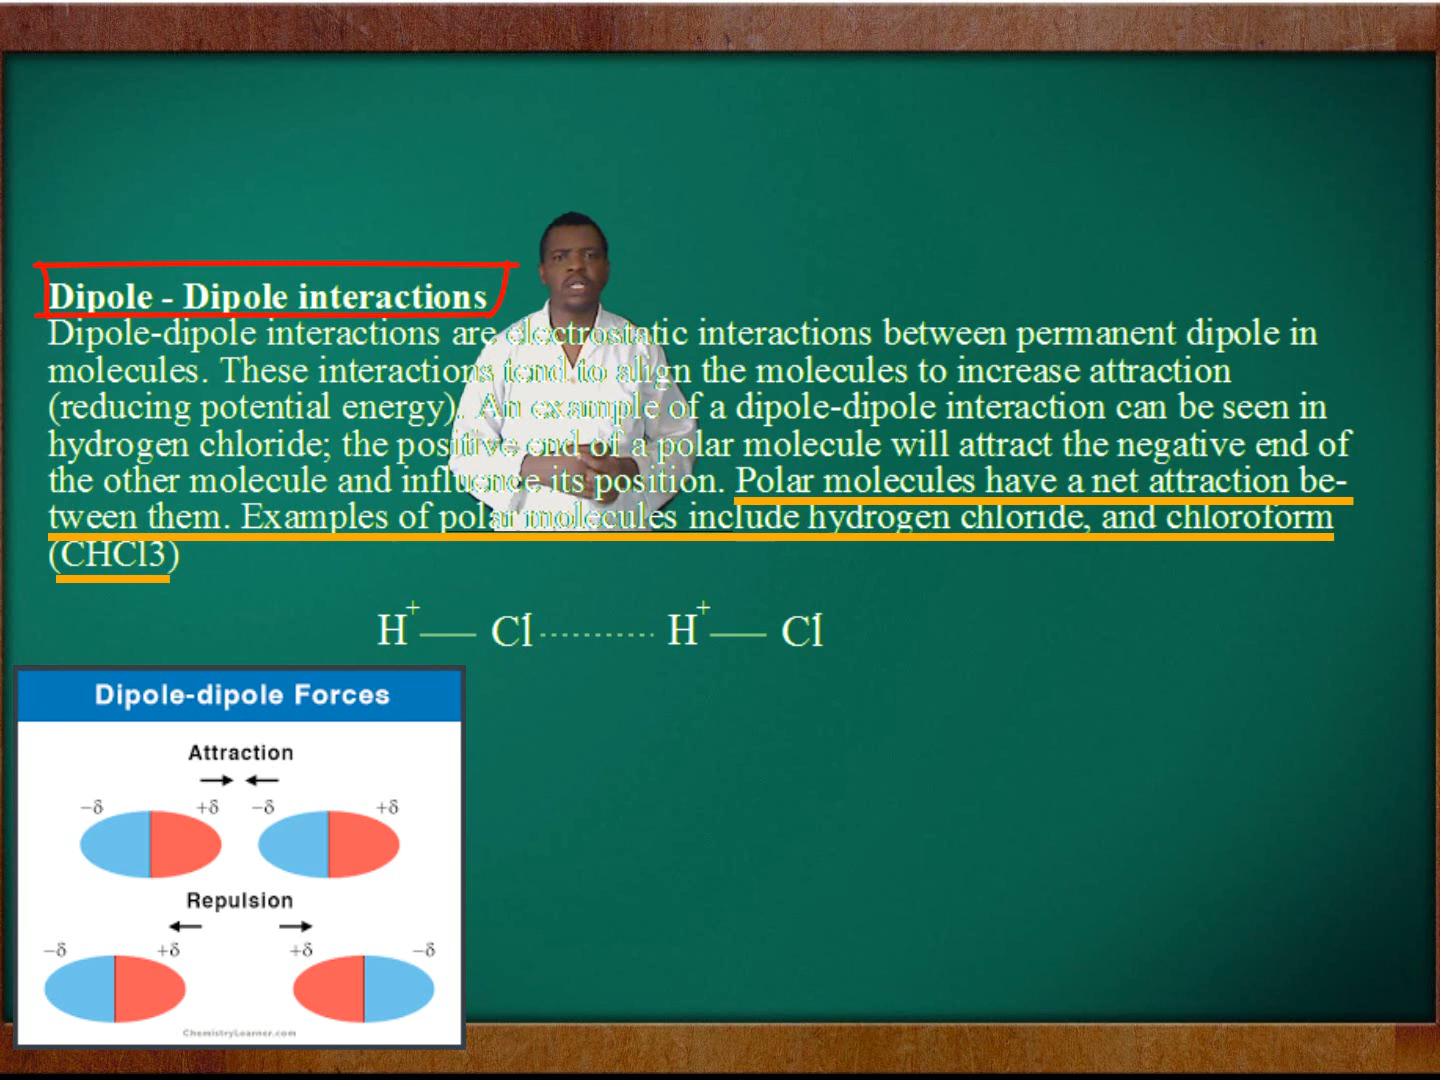 Dipole - Dipole interactions
Dipole-dipole interactions are electrostatic interactions between permanent dipole in
molecules. These interactions tend to align the molecules to increase attraction
(reducing potential energy). An example of a dipole-dipole interaction can be seen in
hydrogen chloride; the positive end of a polar molecule will attract the negative end of
the other molecule and influence its position. Polar molecules have a net attraction be-
tween them. Examples of polar molecules include hydrogen chloride, and chloroform
(CHCl3)
H⁺ — Cl⁻ ·········· H⁺ — Cl⁻
Dipole-dipole Forces
Attraction
−δ +δ −δ +δ
Repulsion
−δ +δ +δ −δ
ChemistryLearner.com